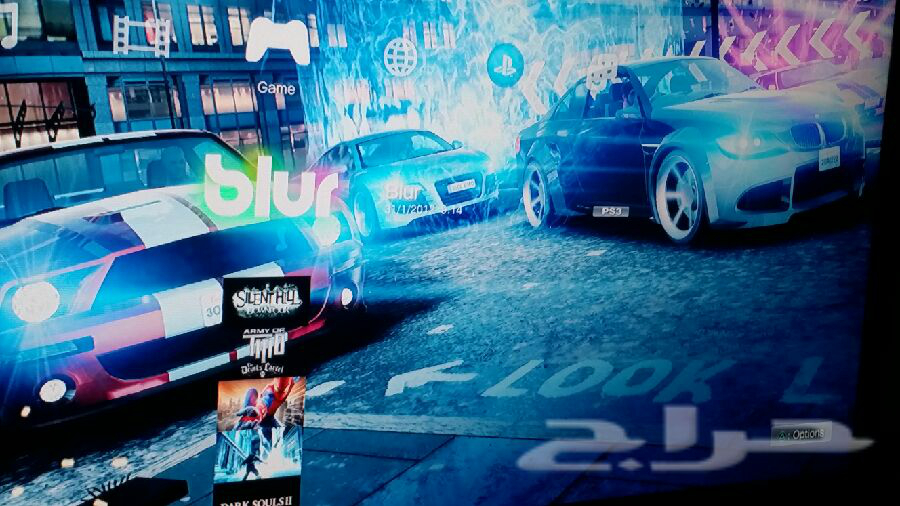 Game
blur
Blur
PS3
30
SILENT HILL
DOWNPOUR
ARMY OF
TWO
The Devil's Cartel
DARK SOULS II
LOOK L
Options
حراج